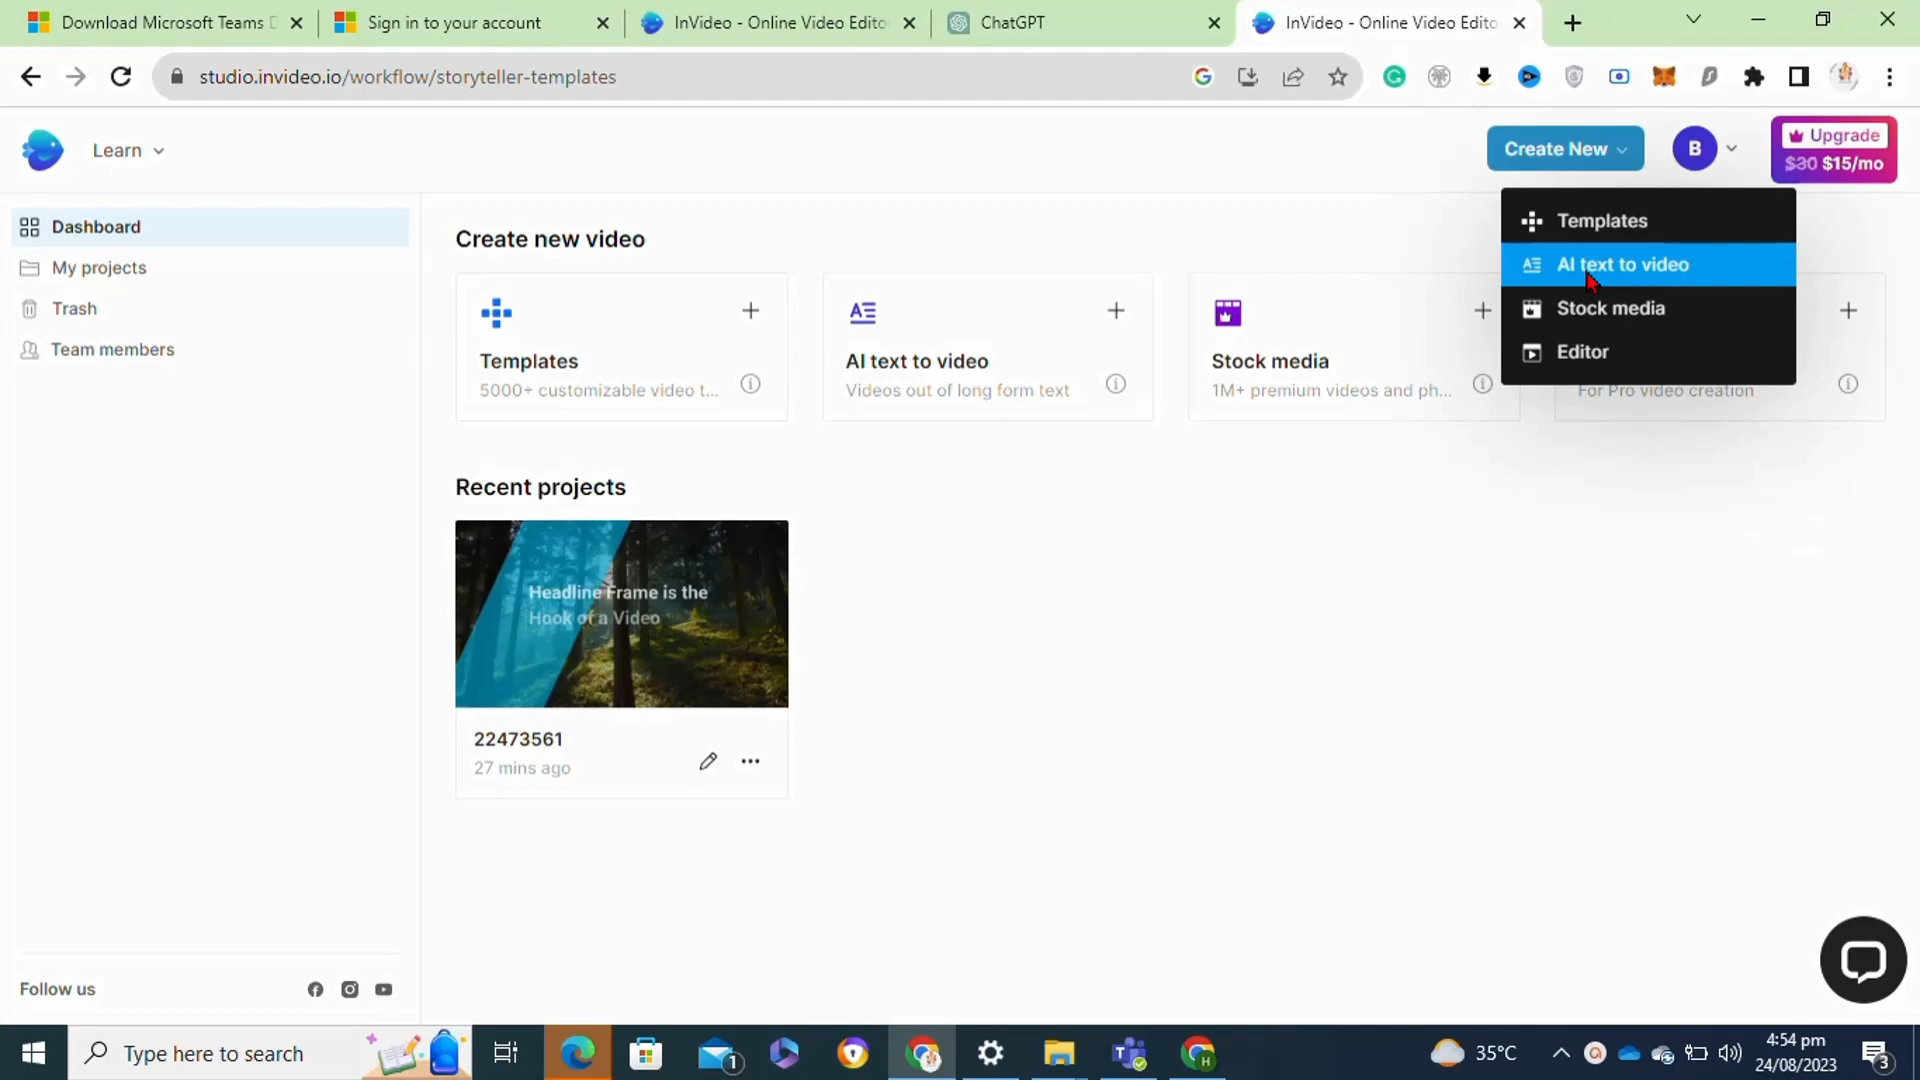 Download Microsoft Teams D
Sign in to your account
InVideo - Online Video Edito
ChatGPT
InVideo - Online Video Edito
studio.invideo.io/workflow/storyteller-templates
Learn
Create New
B
Upgrade
$30 $15/mo
Dashboard
My projects
Trash
Team members
Templates
AI text to video
Stock media
Editor
Create new video
Templates
5000+ customizable video t...
AI text to video
Videos out of long form text
Stock media
1M+ premium videos and ph...
For Pro video creation
Recent projects
Headline Frame is the
Hook of a Video
22473561
27 mins ago
Follow us
Type here to search
1
H
35°C
4:54 pm
24/08/2023
3